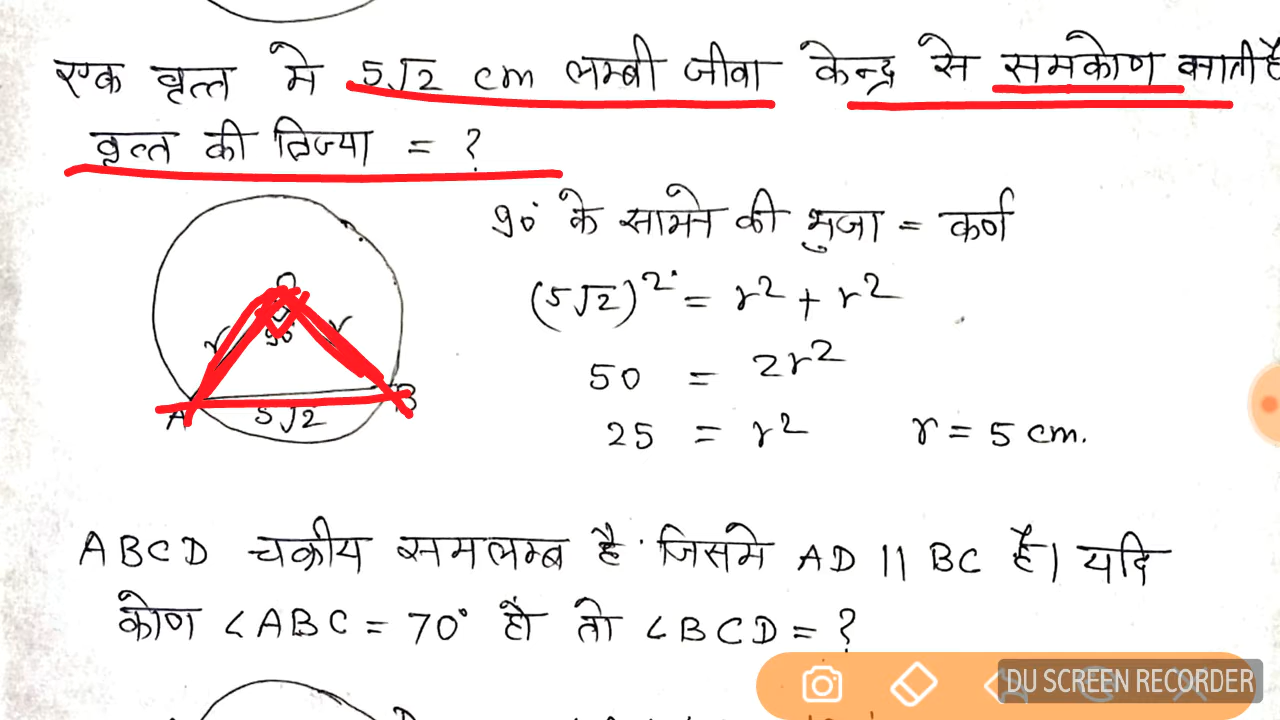 एक वृत्त मे 5√2 cm लम्बी जीवा केन्द्र से समकोण बनाती है
वृत्त की त्रिज्या = ?
90° के सामने की भुजा = कर्ण
(5√2)² = r² + r²
50 = 2r²
25 = r² r = 5 cm.
r r
90
A B
5√2
ABCD चक्रीय समलम्ब है जिसमे AD || BC है। यदि
कोण <ABC = 70° हो तो <BCD = ?
DU SCREEN RECORDER